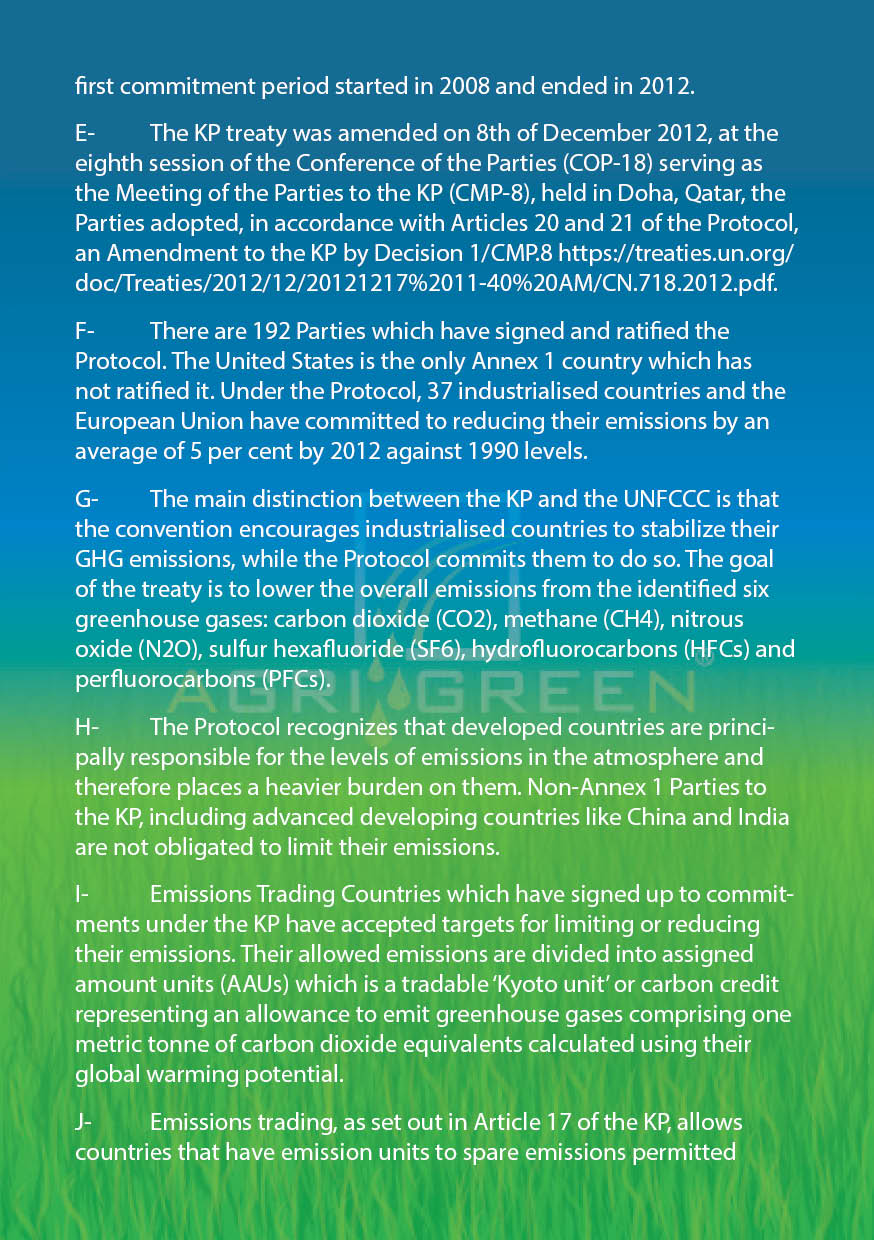 first commitment period started in 2008 and ended in 2012.
E- The KP treaty was amended on 8th of December 2012, at the
eighth session of the Conference of the Parties (COP-18) serving as
the Meeting of the Parties to the KP (CMP-8), held in Doha, Qatar, the
Parties adopted, in accordance with Articles 20 and 21 of the Protocol,
an Amendment to the KP by Decision 1/CMP.8 https://treaties.un.org/
doc/Treaties/2012/12/20121217%2011-40%20AM/CN.718.2012.pdf.
F- There are 192 Parties which have signed and ratified the
Protocol. The United States is the only Annex 1 country which has
not ratified it. Under the Protocol, 37 industrialised countries and the
European Union have committed to reducing their emissions by an
average of 5 per cent by 2012 against 1990 levels.
G- The main distinction between the KP and the UNFCCC is that
the convention encourages industrialised countries to stabilize their
GHG emissions, while the Protocol commits them to do so. The goal
of the treaty is to lower the overall emissions from the identified six
greenhouse gases: carbon dioxide (CO2), methane (CH4), nitrous
oxide (N2O), sulfur hexafluoride (SF6), hydrofluorocarbons (HFCs) and
perfluorocarbons (PFCs).
AGRI GREEN®
H- The Protocol recognizes that developed countries are princi-
pally responsible for the levels of emissions in the atmosphere and
therefore places a heavier burden on them. Non-Annex 1 Parties to
the KP, including advanced developing countries like China and India
are not obligated to limit their emissions.
I- Emissions Trading Countries which have signed up to commit-
ments under the KP have accepted targets for limiting or reducing
their emissions. Their allowed emissions are divided into assigned
amount units (AAUs) which is a tradable ‘Kyoto unit’ or carbon credit
representing an allowance to emit greenhouse gases comprising one
metric tonne of carbon dioxide equivalents calculated using their
global warming potential.
J- Emissions trading, as set out in Article 17 of the KP, allows
countries that have emission units to spare emissions permitted